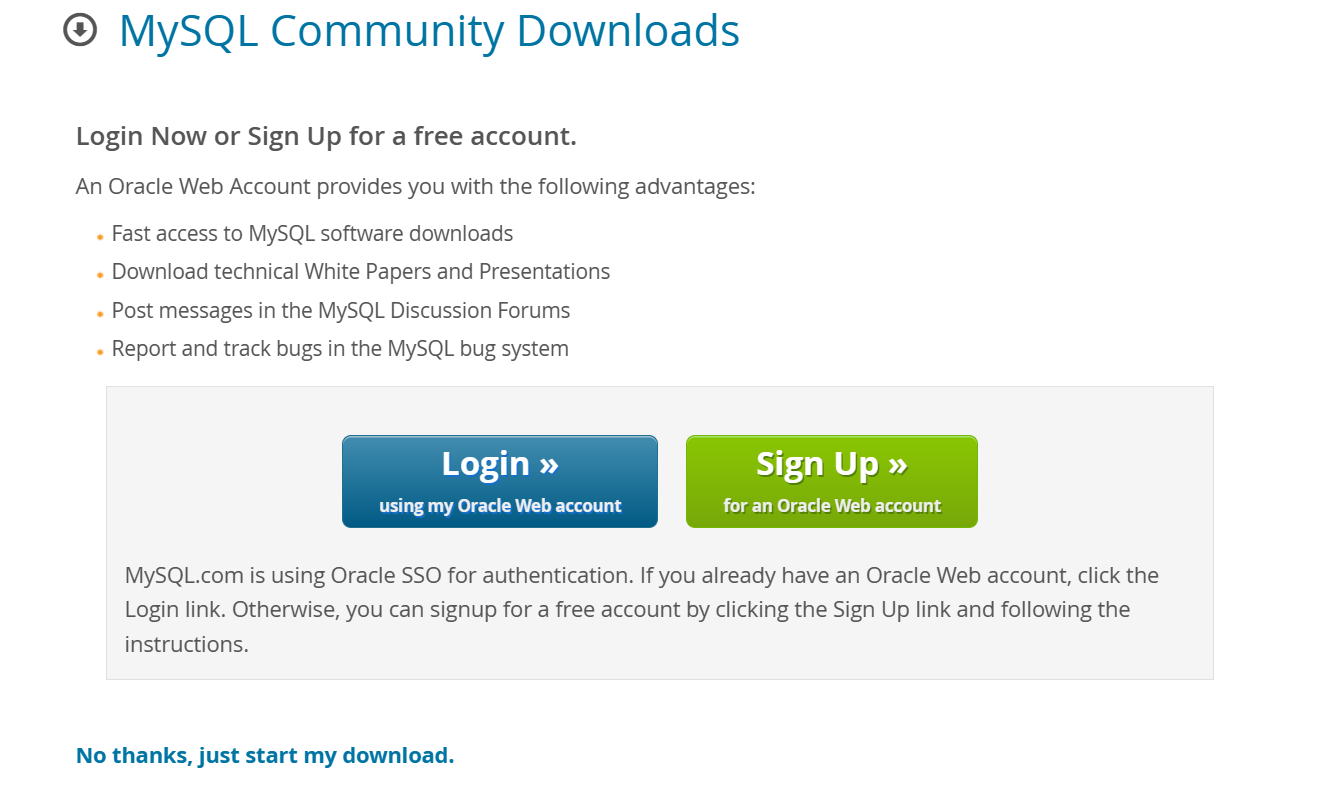 MySQL Community Downloads
Login Now or Sign Up for a free account.
An Oracle Web Account provides you with the following advantages:
Fast access to MySQL software downloads
Download technical White Papers and Presentations
Post messages in the MySQL Discussion Forums
Report and track bugs in the MySQL bug system
Login »
using my Oracle Web account
Sign Up »
for an Oracle Web account
MySQL.com is using Oracle SSO for authentication. If you already have an Oracle Web account, click the
Login link. Otherwise, you can signup for a free account by clicking the Sign Up link and following the
instructions.
No thanks, just start my download.